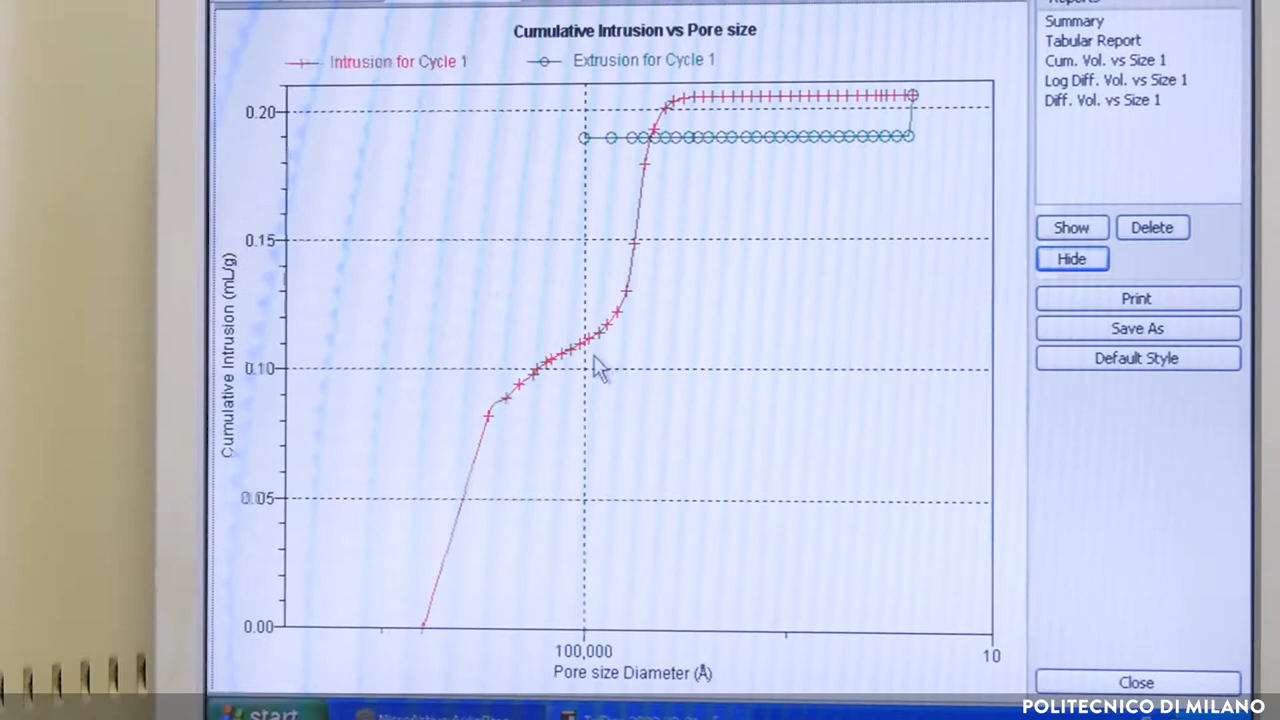 Reports
Cumulative Intrusion vs Pore size
Summary
Tabular Report
Intrusion for Cycle 1
Extrusion for Cycle 1
Cum. Vol. vs Size 1
Log Diff. Vol. vs Size 1
Diff. Vol. vs Size 1
0.20
0.15
0.10
0.05
0.00
Cumulative Intrusion (mL/g)
100,000
10
Pore size Diameter (Å)
Show
Delete
Hide
Print
Save As
Default Style
Close
start
POLITECNICO DI MILANO